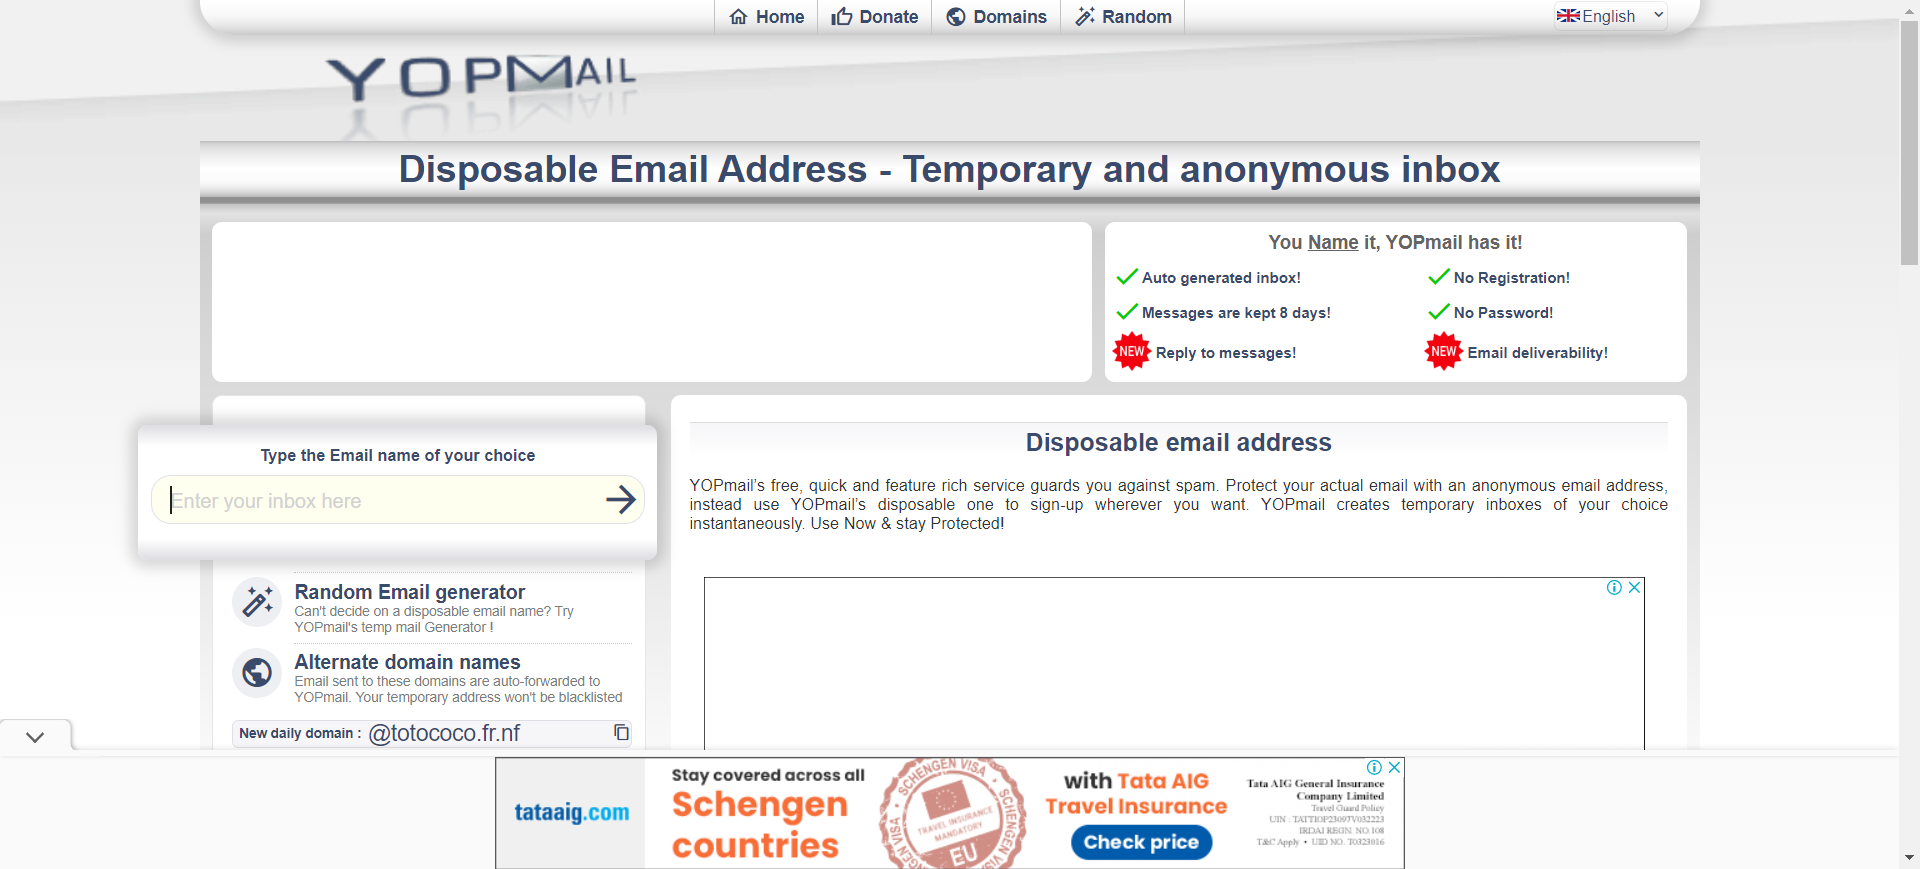 Home
Donate
Domains
Random
English
YOPMAIL
Disposable Email Address - Temporary and anonymous inbox
You Name it, YOPmail has it!
Auto generated inbox!
No Registration!
Messages are kept 8 days!
No Password!
NEW Reply to messages!
NEW Email deliverability!
Type the Email name of your choice
Enter your inbox here
Disposable email address
YOPmail’s free, quick and feature rich service guards you against spam. Protect your actual email with an anonymous email address,
instead use YOPmail’s disposable one to sign-up wherever you want. YOPmail creates temporary inboxes of your choice
instantaneously. Use Now & stay Protected!
Random Email generator
Can't decide on a disposable email name? Try
YOPmail's temp mail Generator !
Alternate domain names
Email sent to these domains are auto-forwarded to
YOPmail. Your temporary address won't be blacklisted
New daily domain : @totococo.fr.nf
tataaig.com
Stay covered across all
Schengen
countries
SCHENGEN VISA
TRAVEL INSURANCE
MANDATORY
EU
with Tata AIG
Travel Insurance
Check price
Tata AIG General Insurance
Company Limited
Travel Guard Policy
UIN : TATTIOP23097V032223
IRDAI REGN. NO.108
T&C Apply • UID NO. T0323016